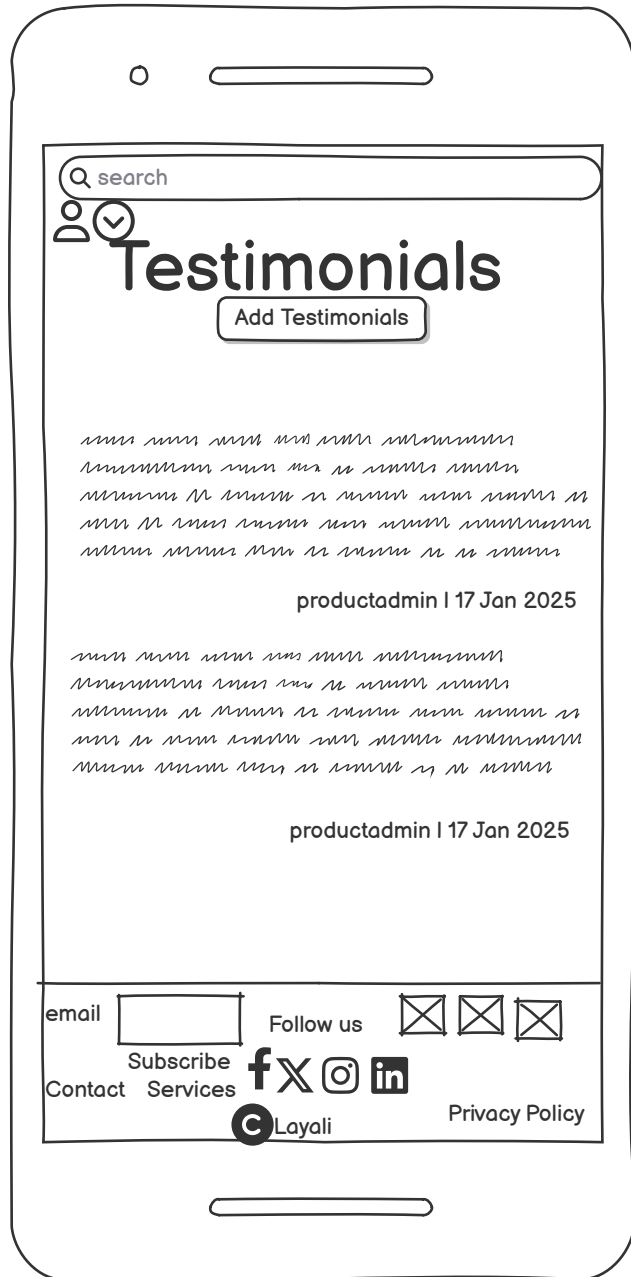 search
Testimonials
Add Testimonials
productadmin | 17 Jan 2025
productadmin | 17 Jan 2025
email
Follow us
Subscribe
Contact Services
Privacy Policy
C Layali